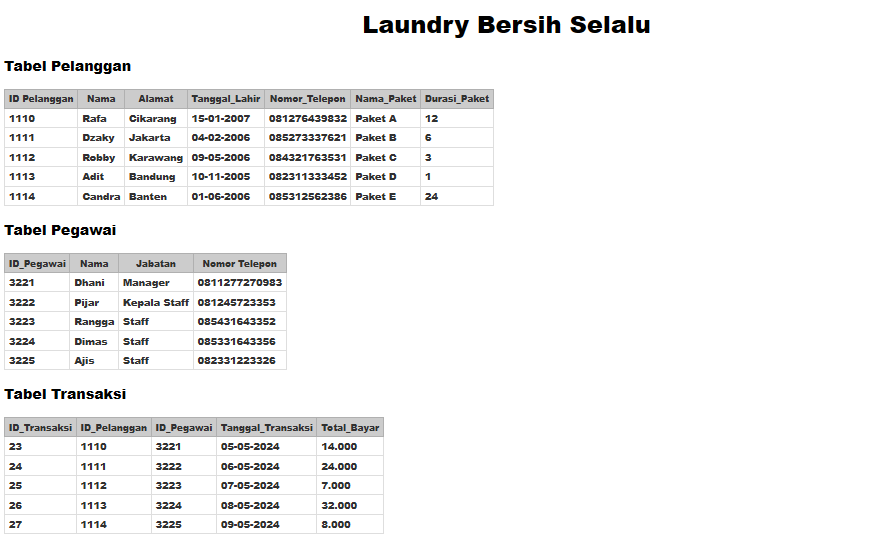 Laundry Bersih Selalu
Tabel Pelanggan
ID Pelanggan Nama Alamat Tanggal_Lahir Nomor_Telepon Nama_Paket Durasi_Paket
1110 Rafa Cikarang 15-01-2007 081276439832 Paket A 12
1111 Dzaky Jakarta 04-02-2006 085273337621 Paket B 6
1112 Robby Karawang 09-05-2006 084321763531 Paket C 3
1113 Adit Bandung 10-11-2005 082311333452 Paket D 1
1114 Candra Banten 01-06-2006 085312562386 Paket E 24
Tabel Pegawai
ID_Pegawai Nama Jabatan Nomor Telepon
3221 Dhani Manager 0811277270983
3222 Pijar Kepala Staff 081245723353
3223 Rangga Staff 085431643352
3224 Dimas Staff 085331643356
3225 Ajis Staff 082331223326
Tabel Transaksi
ID_Transaksi ID_Pelanggan ID_Pegawai Tanggal_Transaksi Total_Bayar
23 1110 3221 05-05-2024 14.000
24 1111 3222 06-05-2024 24.000
25 1112 3223 07-05-2024 7.000
26 1113 3224 08-05-2024 32.000
27 1114 3225 09-05-2024 8.000